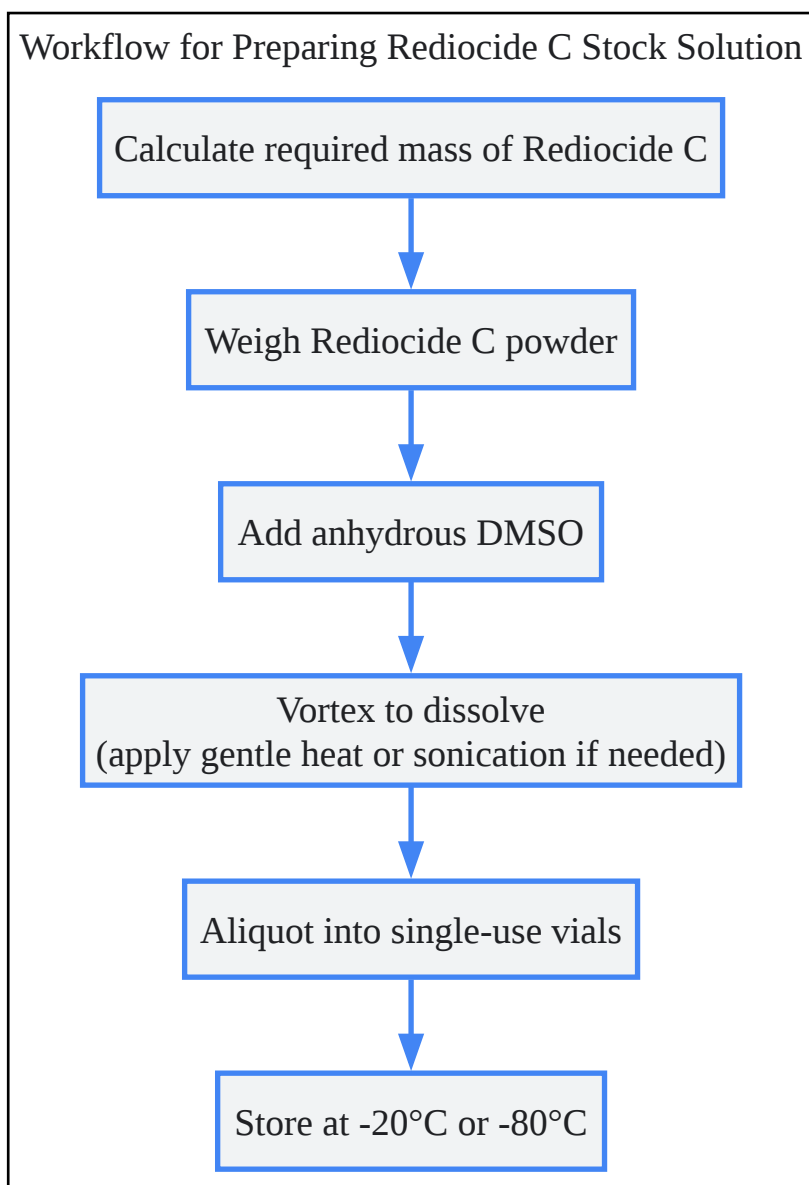 Workflow for Preparing Rediocide C Stock Solution
Calculate required mass of Rediocide C
Weigh Rediocide C powder
Add anhydrous DMSO
Vortex to dissolve
(apply gentle heat or sonication if needed)
Aliquot into single-use vials
Store at -20°C or -80°C